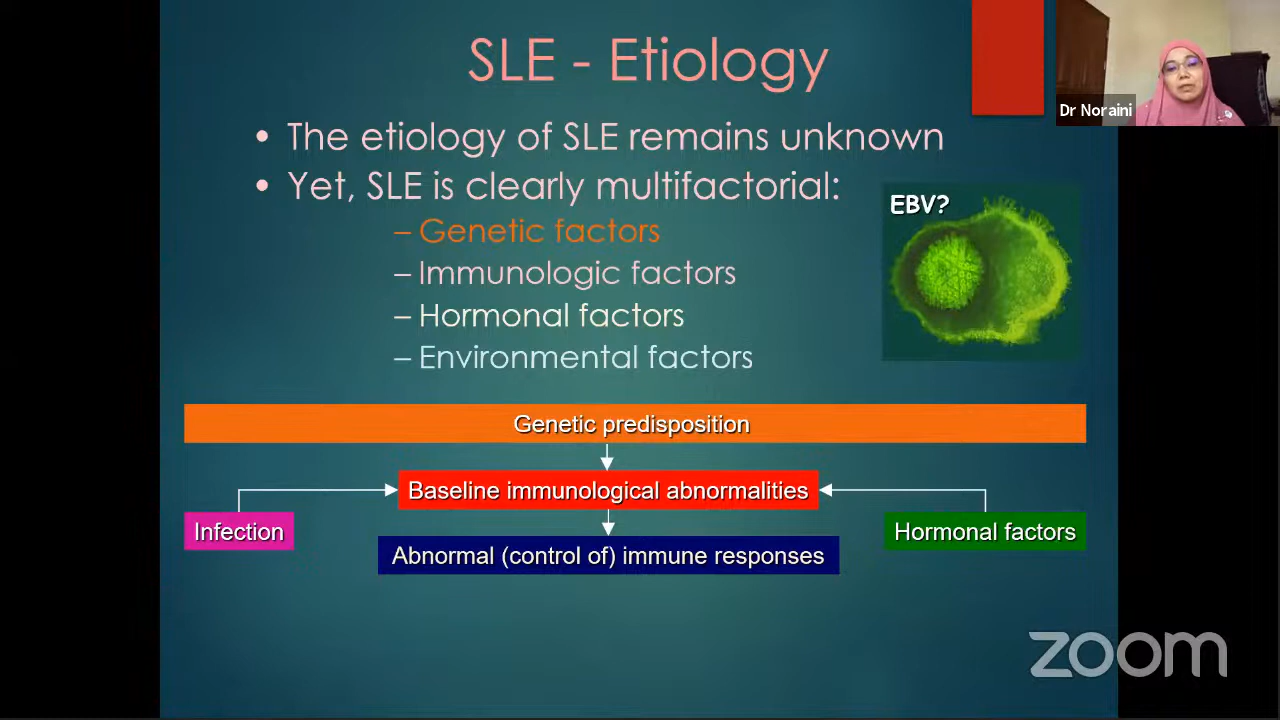 SLE - Etiology
Dr Noraini
• The etiology of SLE remains unknown
• Yet, SLE is clearly multifactorial:
EBV?
– Genetic factors
– Immunologic factors
– Hormonal factors
– Environmental factors
Genetic predisposition
Baseline immunological abnormalities
Infection
Hormonal factors
Abnormal (control of) immune responses
zoom